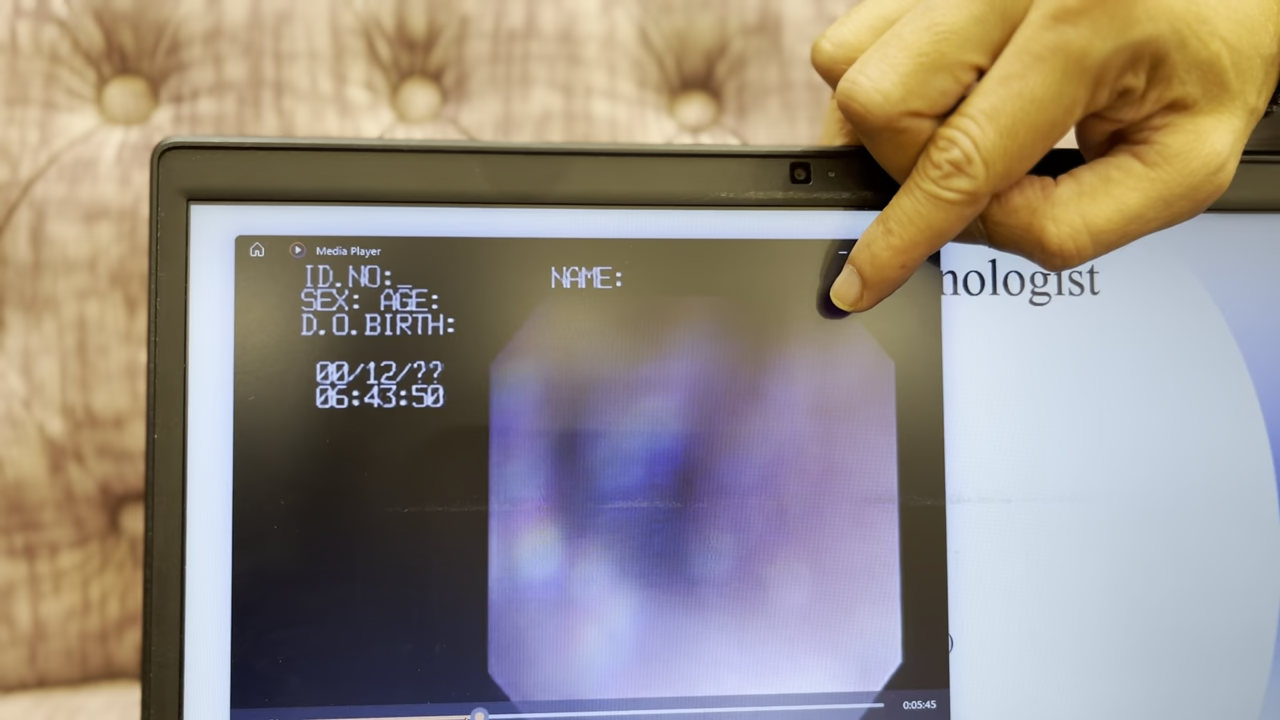 Media Player
ID.NO:_ NAME:
SEX: AGE:
D.O.BIRTH:
00/12/??
06:43:50
nologist
)
0:05:45